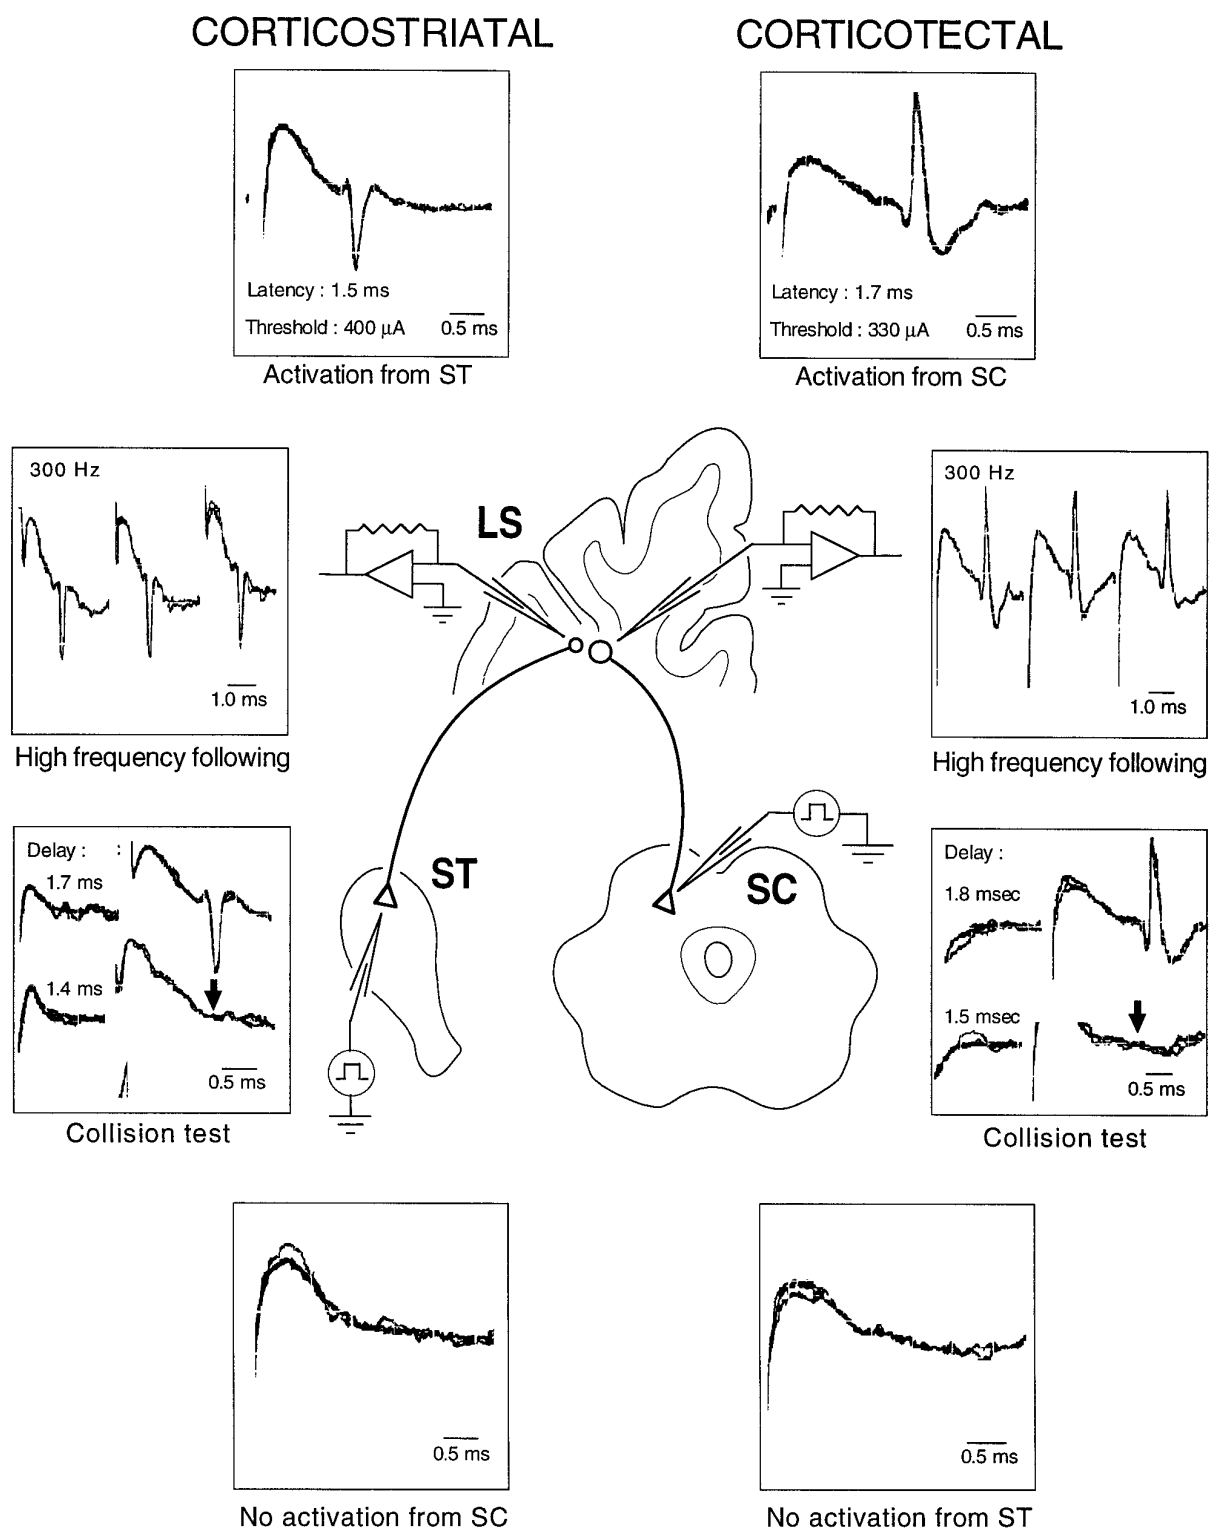 CORTICOSTRIATAL
CORTICOTECTAL
Latency : 1.5 ms
Threshold : 400 µA
0.5 ms
Activation from ST
Latency : 1.7 ms
Threshold : 330 µA
0.5 ms
Activation from SC
300 Hz
1.0 ms
High frequency following
LS
300 Hz
1.0 ms
High frequency following
Delay : :
1.7 ms
1.4 ms
0.5 ms
Collision test
ST
SC
Delay :
1.8 msec
1.5 msec
0.5 ms
Collision test
0.5 ms
No activation from SC
0.5 ms
No activation from ST